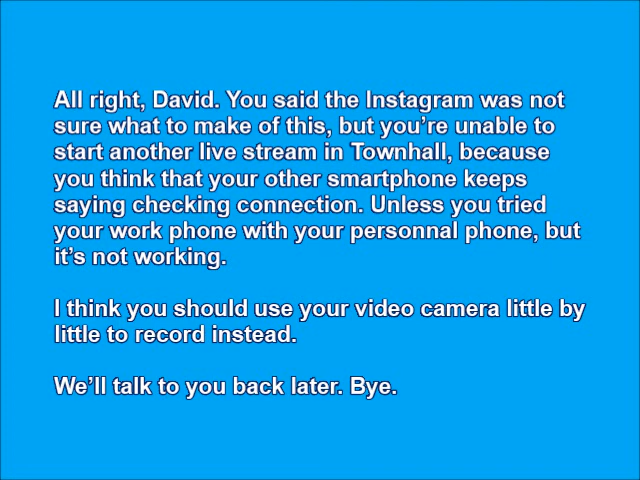 All right, David. You said the Instagram was not
sure what to make of this, but you’re unable to
start another live stream in Townhall, because
you think that your other smartphone keeps
saying checking connection. Unless you tried
your work phone with your personnal phone, but
it’s not working.
I think you should use your video camera little by
little to record instead.
We’ll talk to you back later. Bye.